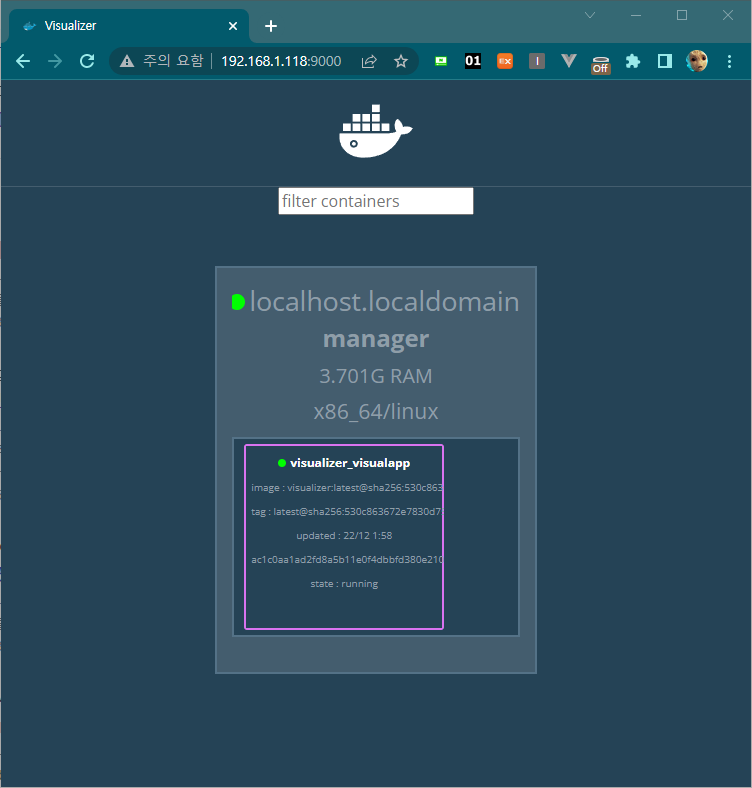 Visualizer
주의 요함 192.168.1.118:9000
01
EX
I
Off
filter containers
localhost.localdomain
manager
3.701G RAM
x86_64/linux
visualizer_visualapp
image : visualizer:latest@sha256:530c863
tag : latest@sha256:530c863672e7830d7
updated : 22/12 1:58
ac1c0aa1ad2fd8a5b11e0f4dbbfd380e210
state : running